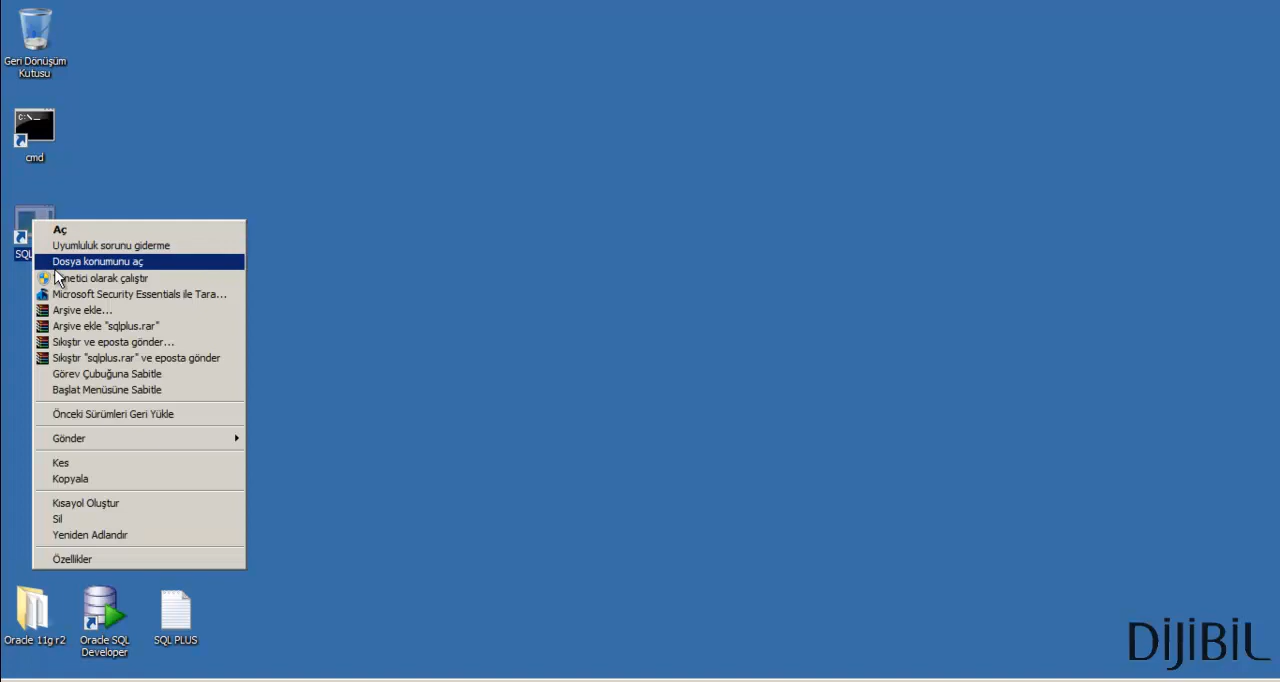 Geri Dönüşüm
Kutusu
cmd
SQL
Aç
Uyumluluk sorunu giderme
Dosya konumunu aç
olarak çalıştır
Microsoft Security Essentials ile Tara...
Arşive ekle...
Arşive ekle "sqlplus.rar"
Sıkıştır ve eposta gönder...
Sıkıştır "sqlplus.rar" ve eposta gönder
Görev Çubuğuna Sabitle
Başlat Menüsüne Sabitle
Önceki Sürümleri Geri Yükle
Gönder
Kes
Kopyala
Kısayol Oluştur
Sil
Yeniden Adlandır
Özellikler
Oracle 11g r2
Oracle SQL
Developer
SQL PLUS
DİJİBİL